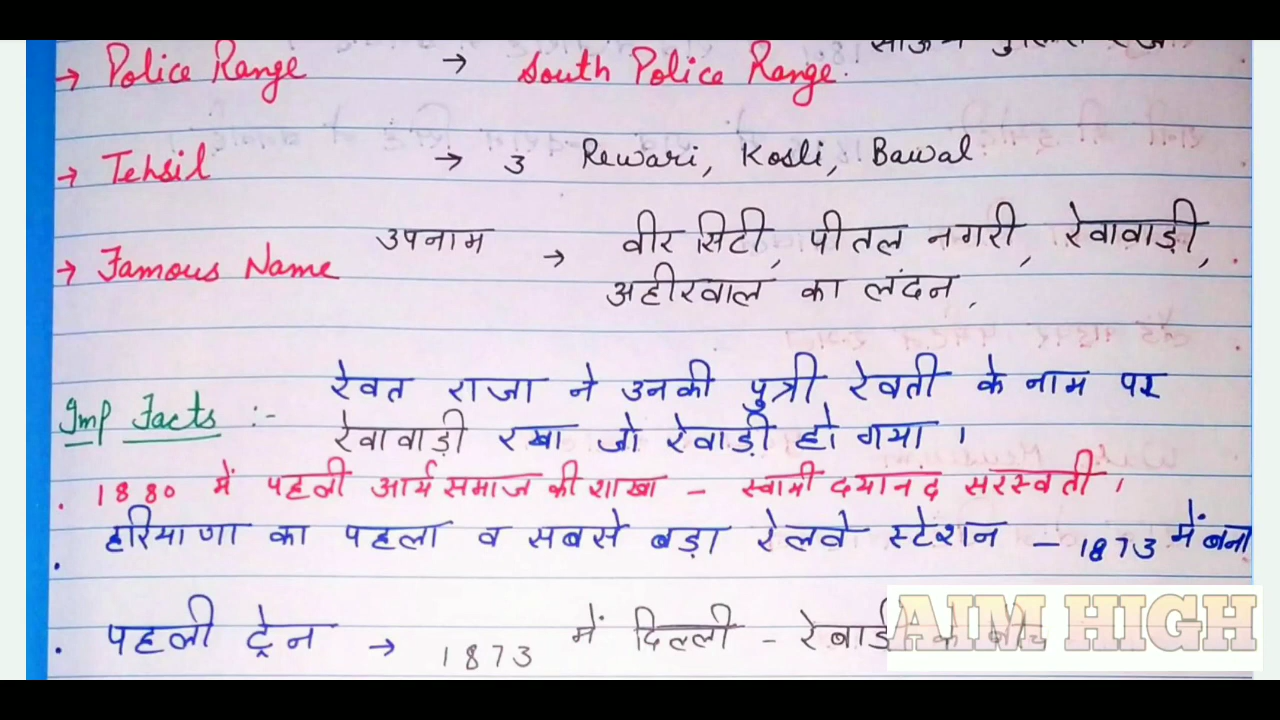 → Police Range → South Police Range.
→ Tehsil → 3 Rewari, Kosli, Bawal
→ Famous Name उपनाम → वीर सिटी, पीतल नगरी, रेवावाड़ी,
अहीरवाल का लंदन,
Imp Facts :- रेवत राजा ने उनकी पुत्री रेवती के नाम पर
रेवावाड़ी रखा जो रेवाड़ी हो गया ।
. 1880 में पहली आर्य समाज की शाखा – स्वामी दयानंद सरस्वती ।
. हरियाणा का पहला व सबसे बड़ा रेलवे स्टेशन – 1873 में बना
. पहली ट्रेन → 1873 में दिल्ली - रेवाड़ी के बीच
AIM HIGH